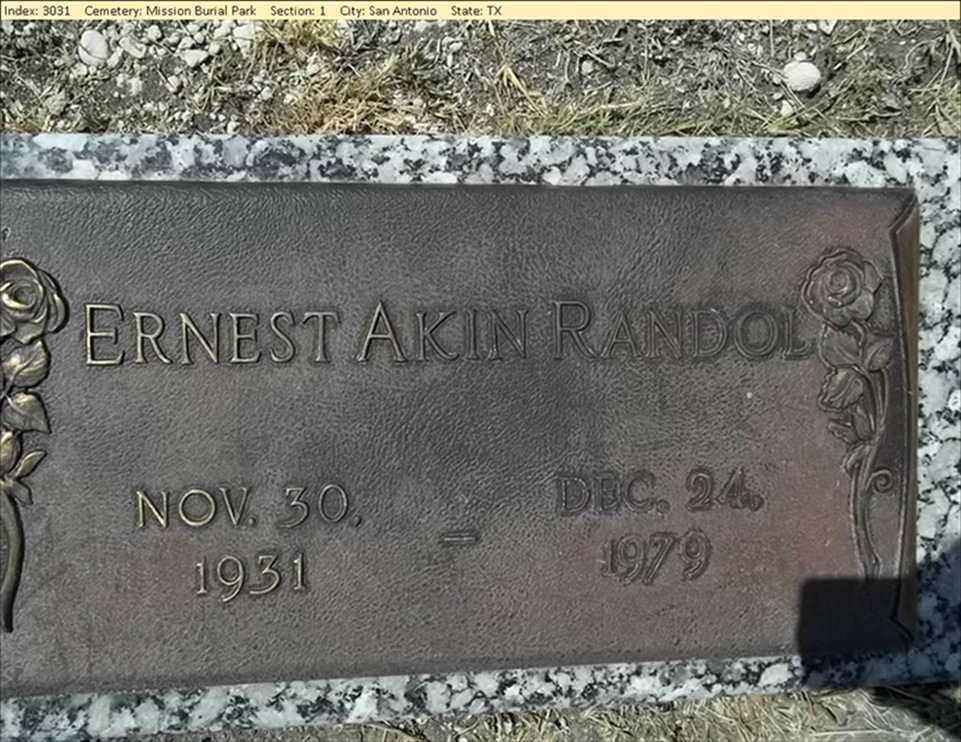 Index: 3031 Cemetery: Mission Burial Park Section: 1 City: San Antonio State: TX
ERNEST AKIN RANDOL
NOV. 30, 1931 – DEC. 24, 1979